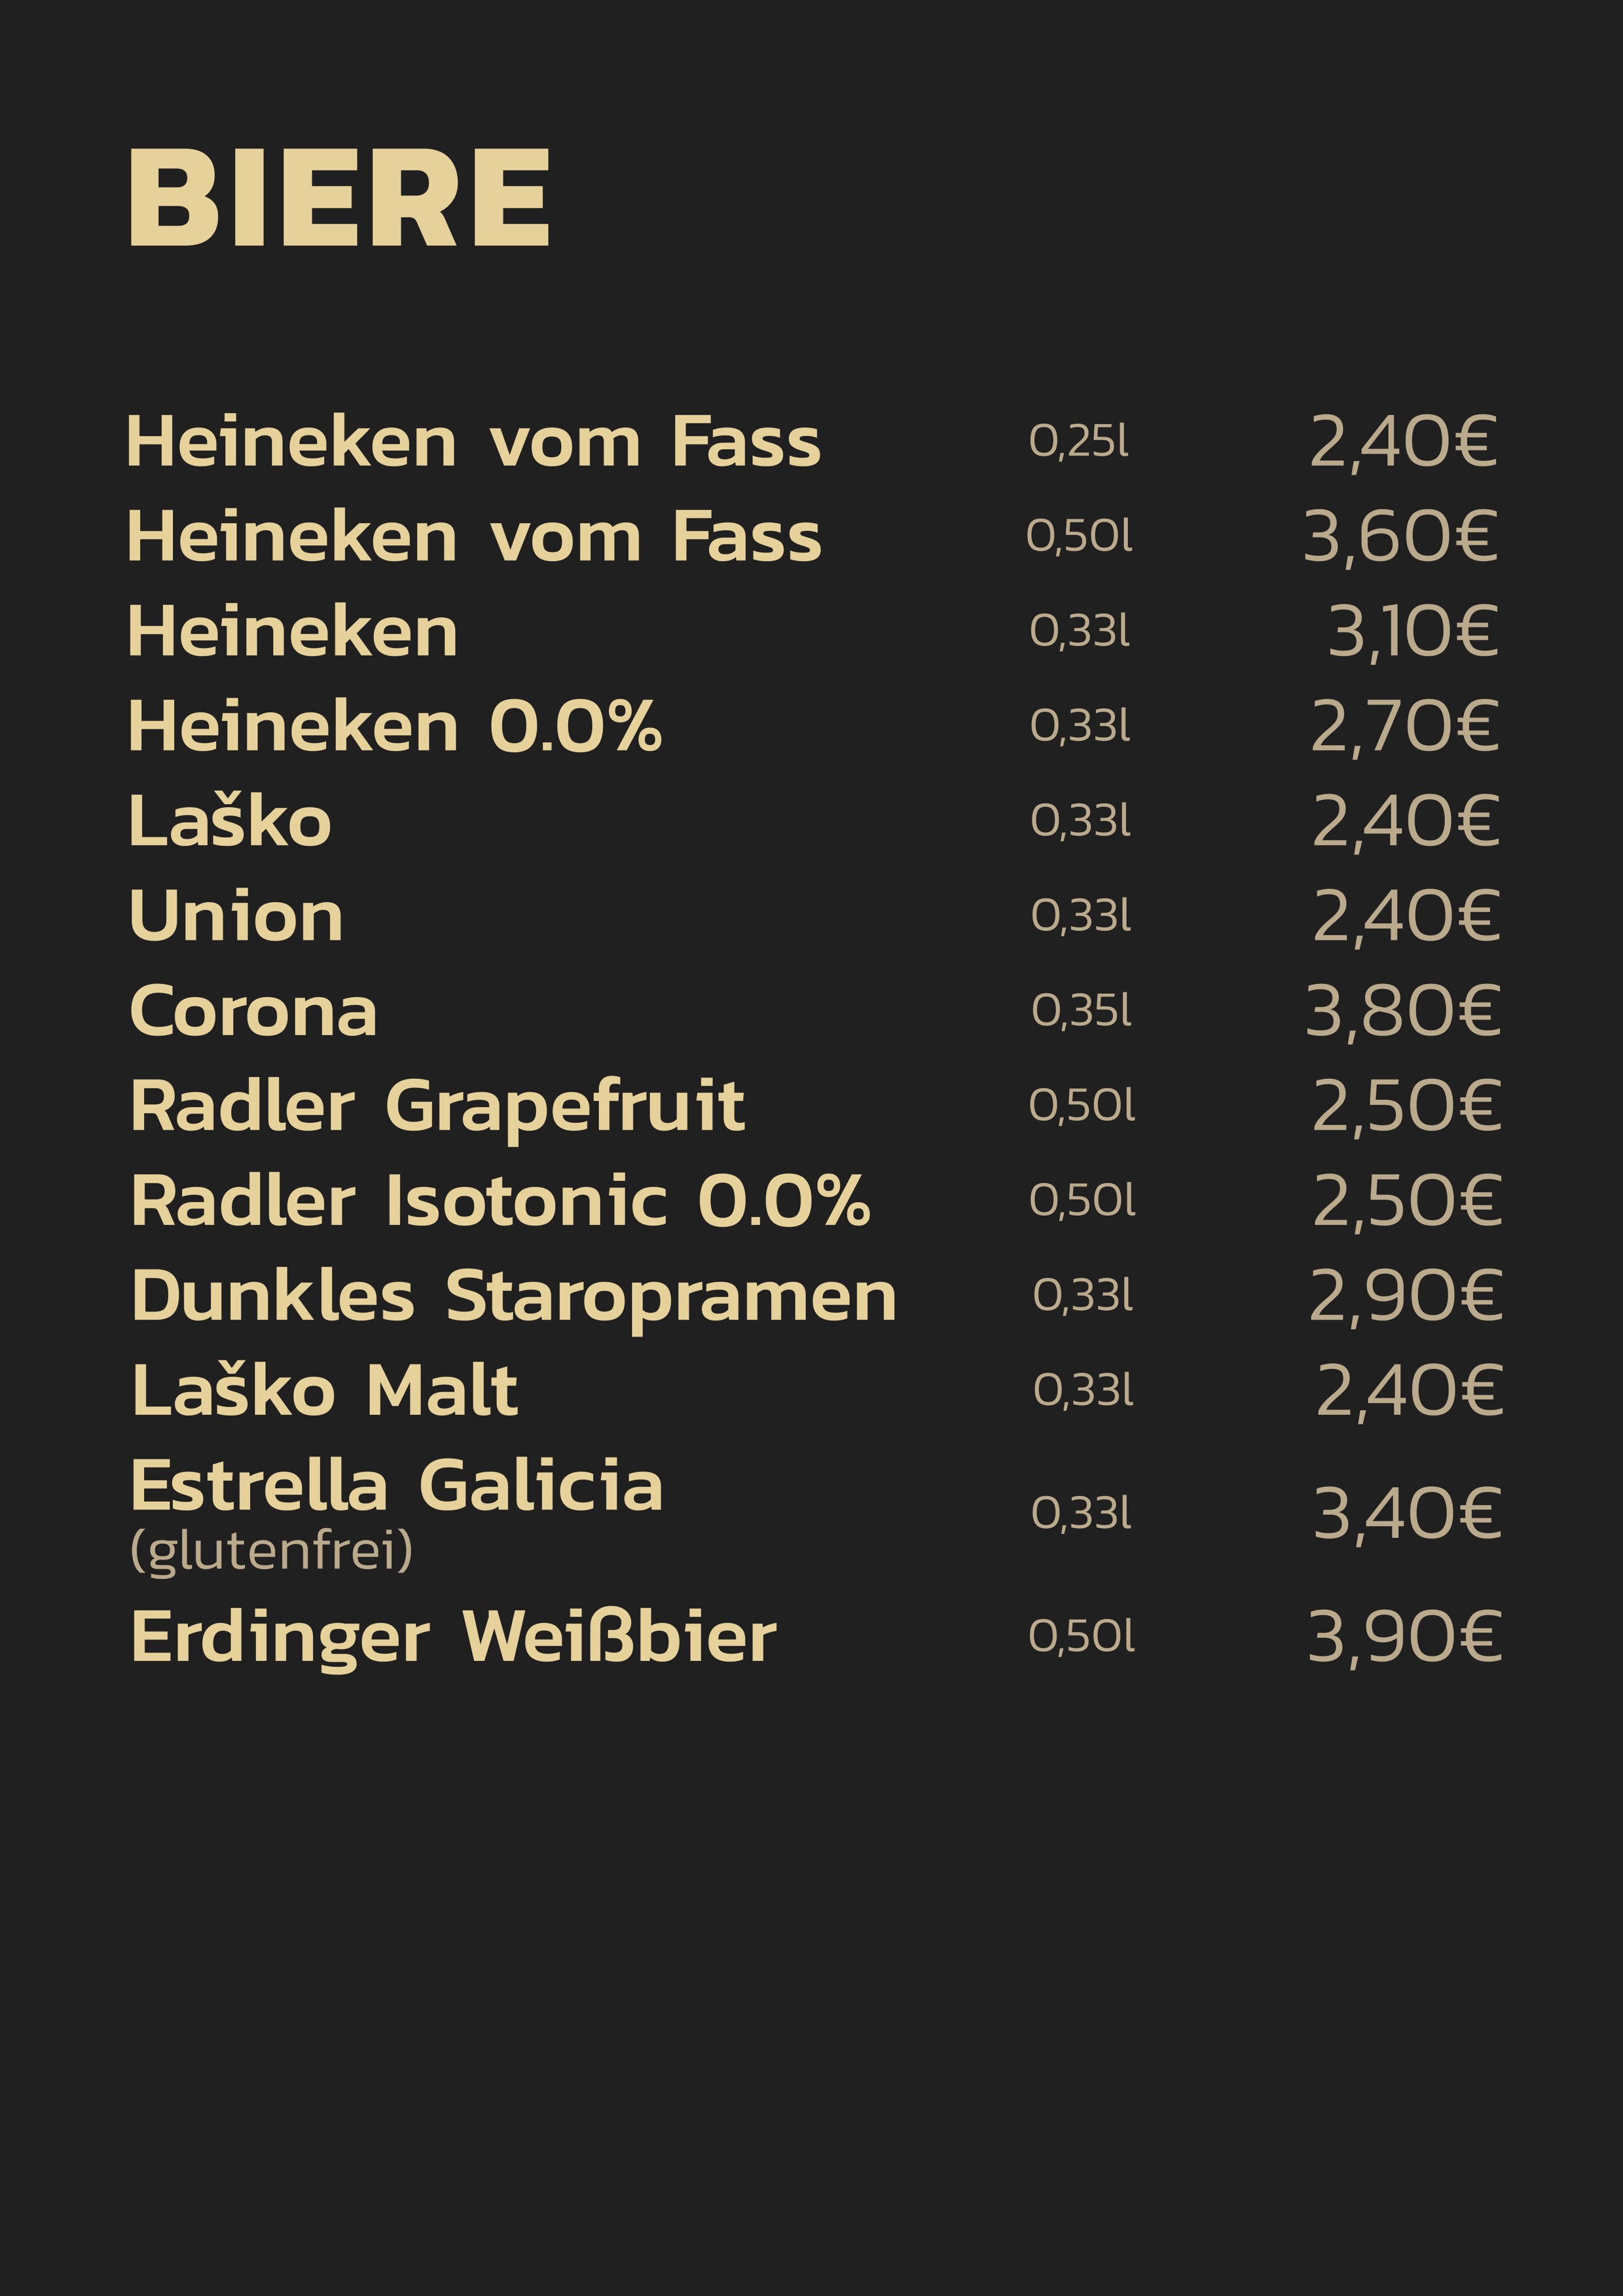 BIERE
Heineken vom Fass 0,25l 2,40€
Heineken vom Fass 0,50l 3,60€
Heineken 0,33l 3,10€
Heineken 0.0% 0,33l 2,70€
Laško 0,33l 2,40€
Union 0,33l 2,40€
Corona 0,35l 3,80€
Radler Grapefruit 0,50l 2,50€
Radler Isotonic 0.0% 0,50l 2,50€
Dunkles Staropramen 0,33l 2,90€
Laško Malt 0,33l 2,40€
Estrella Galicia 0,33l 3,40€
(glutenfrei)
Erdinger Weißbier 0,50l 3,90€